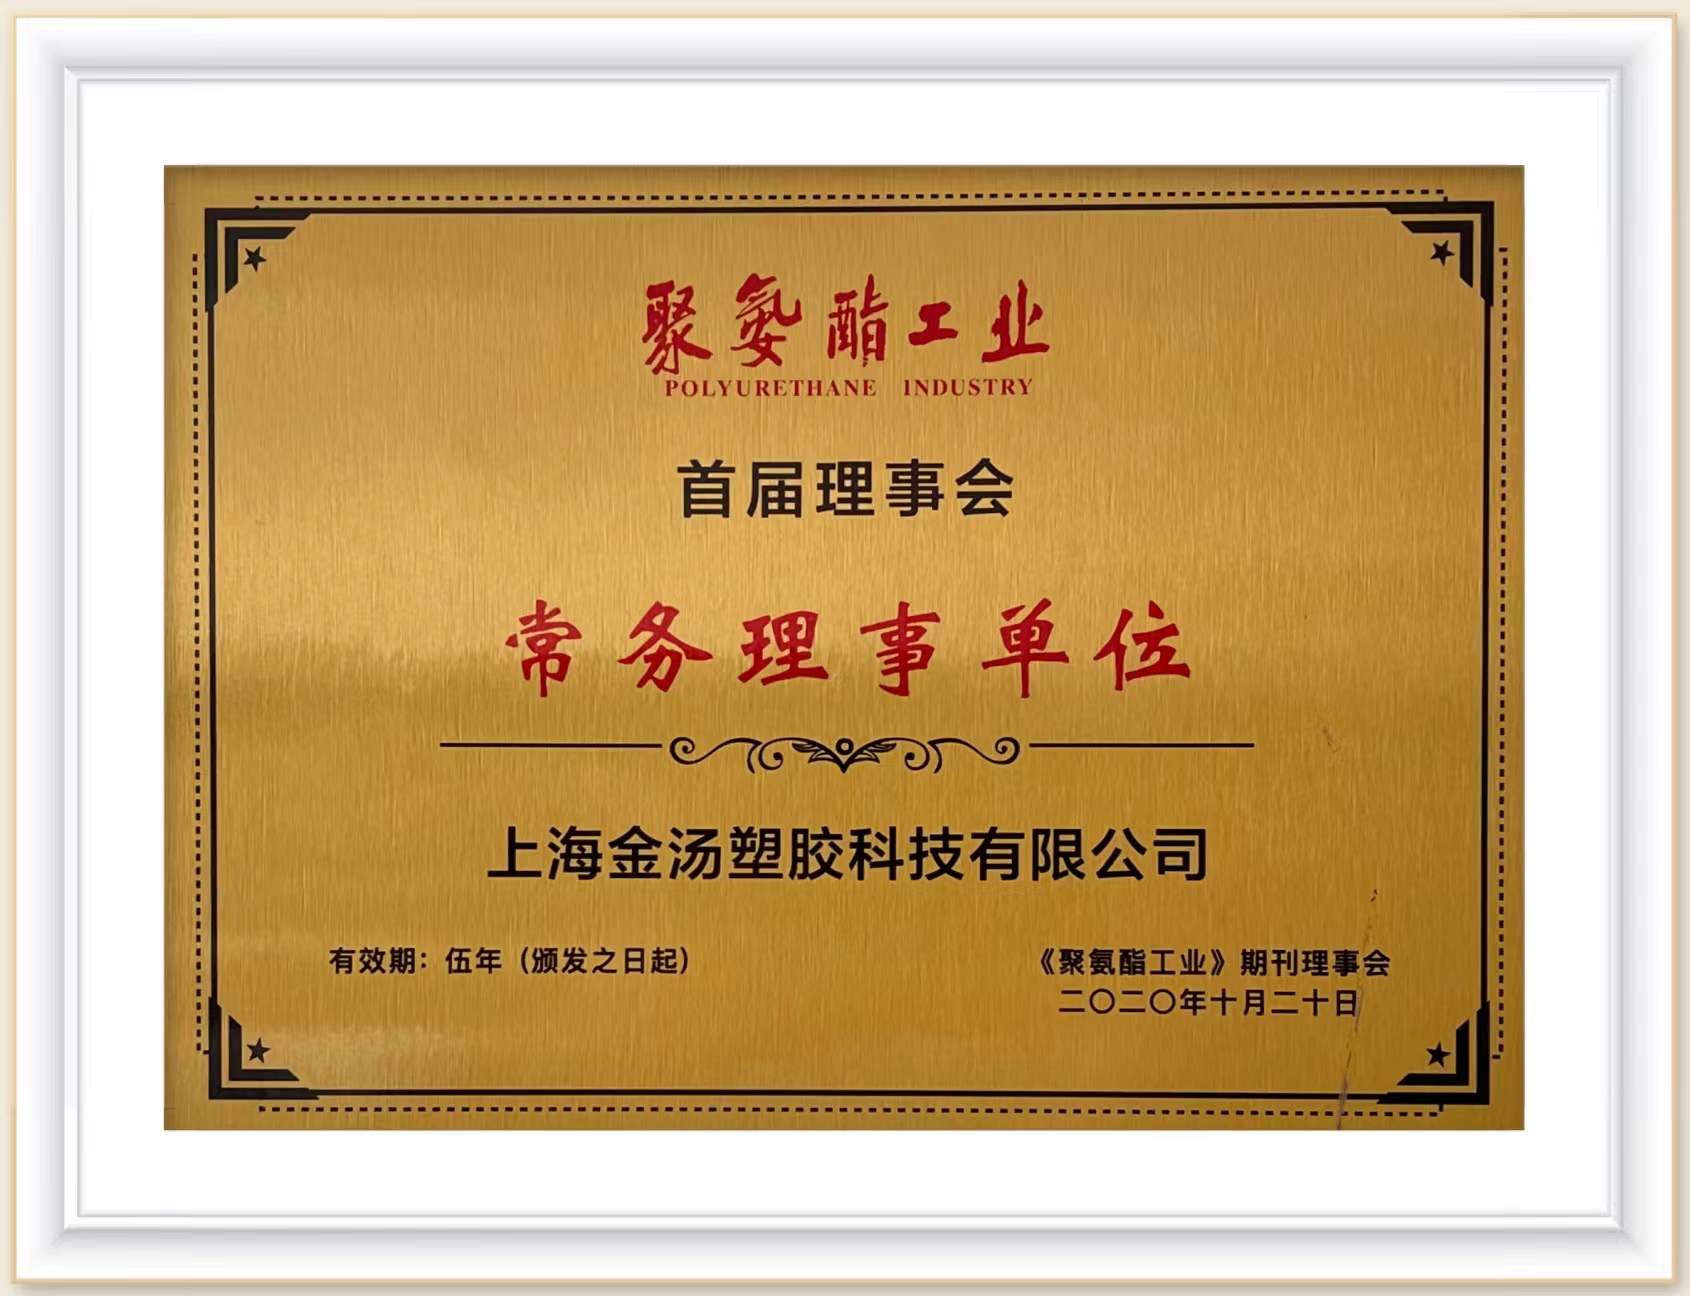 聚氨酯工业
POLYURETHANE INDUSTRY
首届理事会
常务理事单位
上海金汤塑胶科技有限公司
有效期：伍年（颁发之日起）
《聚氨酯工业》期刊理事会
二〇二〇年十月二十日